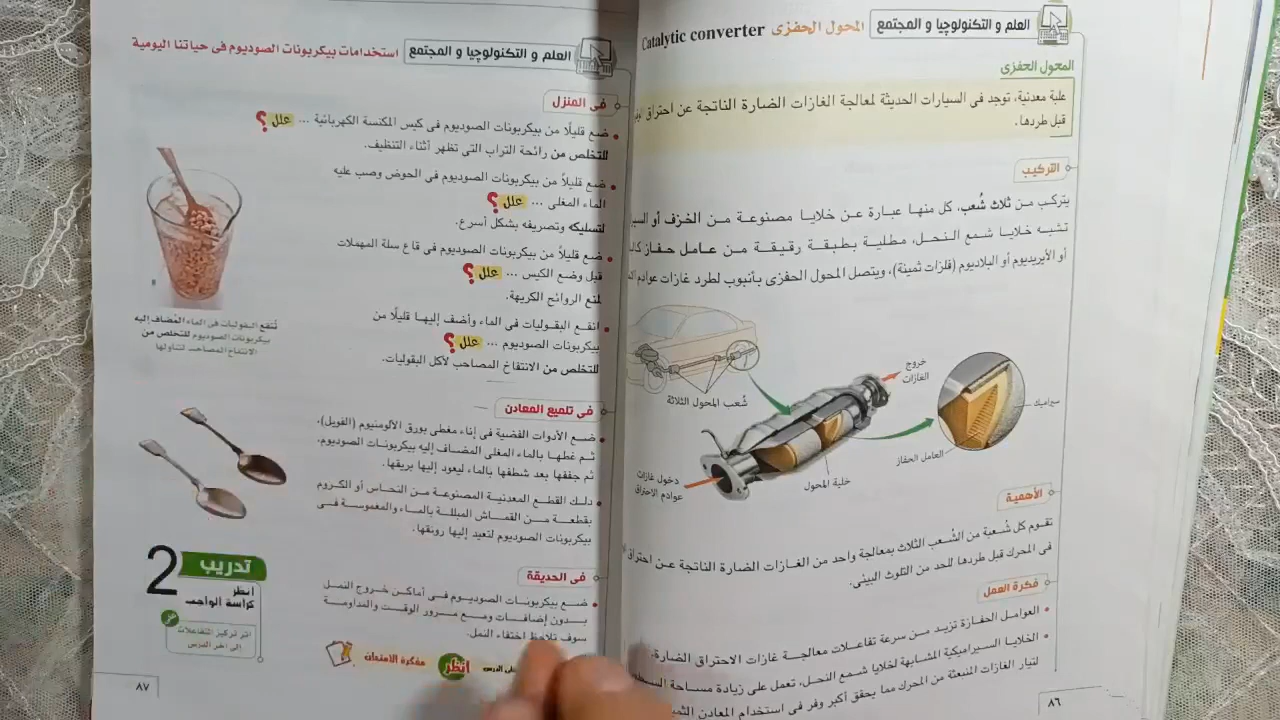 العلم و التكنولوچيا و المجتمع
المحول الحفزى Catalytic converter
المحول الحفزى
علبة معدنية، توجد فى السيارات الحديثة لمعالجة الغازات الضارة الناتجة عن احتراق
قبل طردها.
التركيب
يتركب من ثلاث شُعب، كل منها عبارة عن خلايا مصنوعة من الخزف أو
تشبه خلايا شمع النحل، مطلية بطبقة رقيقة من عامل حفاز
أو الأيريديوم أو البلاديوم (فلزات ثمينة)، ويتصل المحول الحفزى بأنبوب لطرد غازات
خروج
الغازات
شُعب المحول الثلاثة
سيراميك
العامل الحفاز
خلية المحول
دخول غازات
عوادم الاحتراق
الأهمية
تقوم كل شُعبة من الشُعب الثلاث بمعالجة واحد من الغازات الضارة الناتجة عن احتراق
فى المحرك قبل طردها للحد من التلوث البيئى.
فكرة العمل
العوامل الحفازة تزيد من سرعة تفاعلات معالجة غازات الاحتراق الضارة.
الخلايا السيراميكية المشابهة لخلايا شمع النحل، تعمل على زيادة مساحة
لتيار الغازات المنبعثة من المحرك مما يحقق أكبر وفر فى استخدام المعادن
٨٦
العلم و التكنولوچيا و المجتمع
استخدامات بيكربونات الصوديوم فى حياتنا اليومية
فى المنزل
• ضع قليلًا من بيكربونات الصوديوم فى كيس المكنسة الكهربائية ... علل ؟
للتخلص من رائحة التراب التى تظهر أثناء التنظيف.
• ضع قليلاً من بيكربونات الصوديوم فى الحوض وصب عليه
الماء المغلى ... علل ؟
لتسليكه وتصريفه بشكل أسرع.
• ضع قليلاً من بيكربونات الصوديوم فى قاع سلة المهملات
قبل وضع الكيس ... علل ؟
لمنع الروائح الكريهة.
• انقع البقوليات فى الماء وأضف إليها قليلًا من
بيكربونات الصوديوم ... علل ؟
للتخلص من الانتفاخ المصاحب لأكل البقوليات.
تُنقع البقوليات فى الماء المُضاف إليه
بيكربونات الصوديوم للتخلص من
الانتفاخ المصاحب لتناولها
فى تلميع المعادن
• ضع الأدوات الفضية فى إناء مغطى بورق الألومنيوم (الفويل)،
ثم غطها بالماء المغلى المضاف إليه بيكربونات الصوديوم،
ثم جففها بعد شطفها بالماء ليعود إليها بريقها.
• دلك القطع المعدنية المصنوعة من النحاس أو الكروم
بقطعة من القماش المبللة بالماء والمغموسة فى
بيكربونات الصوديوم لتعيد إليها رونقها.
فى الحديقة
• ضع بيكربونات الصوديوم فى أماكن خروج النمل
بدون إضافات ومع مرور الوقت والمداومة
سوف تلاحظ اختفاء النمل.
تدريب 2
انظر
كراسة الواجب
انظر
مفكرة الامتحان
٨٧